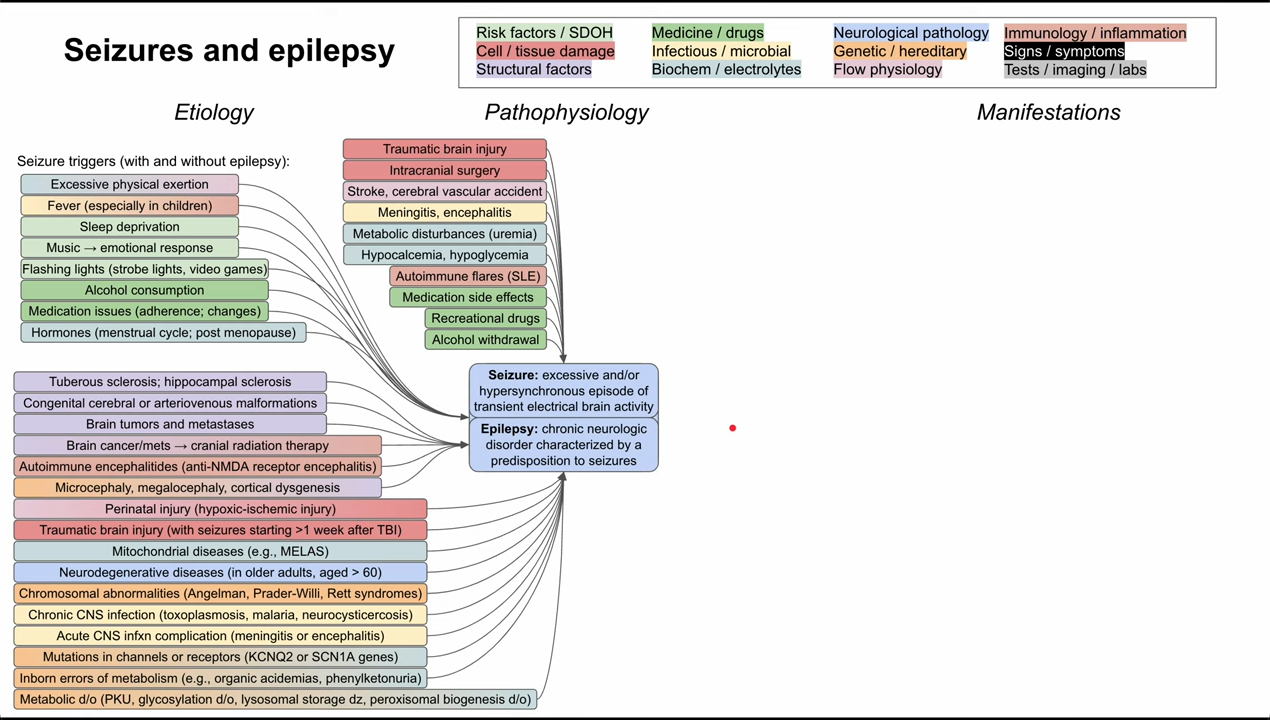 Seizures and epilepsy
Risk factors / SDOH
Cell / tissue damage
Structural factors
Medicine / drugs
Infectious / microbial
Biochem / electrolytes
Neurological pathology
Genetic / hereditary
Flow physiology
Immunology / inflammation
Signs / symptoms
Tests / imaging / labs
Etiology
Pathophysiology
Manifestations
Seizure triggers (with and without epilepsy):
Excessive physical exertion
Fever (especially in children)
Sleep deprivation
Music → emotional response
Flashing lights (strobe lights, video games)
Alcohol consumption
Medication issues (adherence; changes)
Hormones (menstrual cycle; post menopause)
Traumatic brain injury
Intracranial surgery
Stroke, cerebral vascular accident
Meningitis, encephalitis
Metabolic disturbances (uremia)
Hypocalcemia, hypoglycemia
Autoimmune flares (SLE)
Medication side effects
Recreational drugs
Alcohol withdrawal
Seizure: excessive and/or
hypersynchronous episode of
transient electrical brain activity
Epilepsy: chronic neurologic
disorder characterized by a
predisposition to seizures
Tuberous sclerosis; hippocampal sclerosis
Congenital cerebral or arteriovenous malformations
Brain tumors and metastases
Brain cancer/mets → cranial radiation therapy
Autoimmune encephalitides (anti-NMDA receptor encephalitis)
Microcephaly, megalocephaly, cortical dysgenesis
Perinatal injury (hypoxic-ischemic injury)
Traumatic brain injury (with seizures starting >1 week after TBI)
Mitochondrial diseases (e.g., MELAS)
Neurodegenerative diseases (in older adults, aged > 60)
Chromosomal abnormalities (Angelman, Prader-Willi, Rett syndromes)
Chronic CNS infection (toxoplasmosis, malaria, neurocysticercosis)
Acute CNS infxn complication (meningitis or encephalitis)
Mutations in channels or receptors (KCNQ2 or SCN1A genes)
Inborn errors of metabolism (e.g., organic acidemias, phenylketonuria)
Metabolic d/o (PKU, glycosylation d/o, lysosomal storage dz, peroxisomal biogenesis d/o)